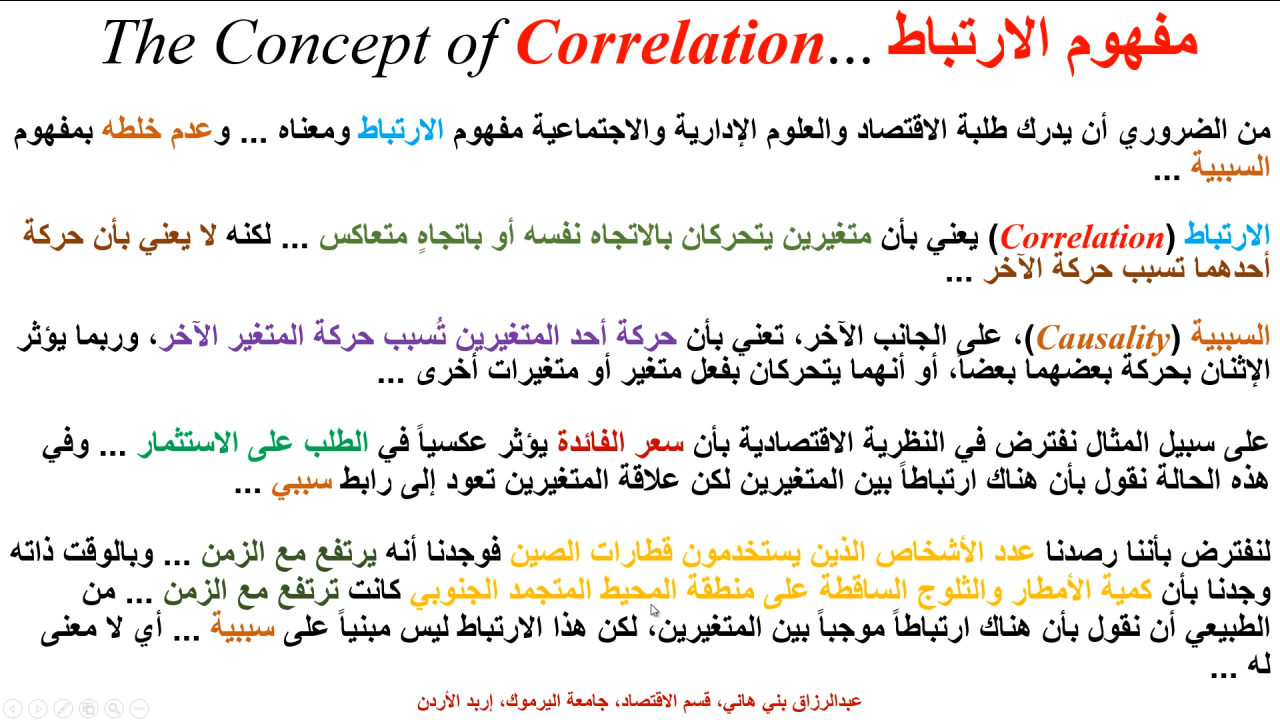 مفهوم الارتباط ... The Concept of Correlation
من الضروري أن يدرك طلبة الاقتصاد والعلوم الإدارية والاجتماعية مفهوم الارتباط ومعناه ... وعدم خلطه بمفهوم
السببية ...
الارتباط (Correlation) يعني بأن متغيرين يتحركان بالاتجاه نفسه أو باتجاهٍ متعاكس ... لكنه لا يعني بأن حركة
أحدهما تسبب حركة الآخر ...
السببية (Causality)، على الجانب الآخر، تعني بأن حركة أحد المتغيرين تُسبب حركة المتغير الآخر، وربما يؤثر
الإثنان بحركة بعضهما بعضاً، أو أنهما يتحركان بفعل متغير أو متغيرات أخرى ...
على سبيل المثال نفترض في النظرية الاقتصادية بأن سعر الفائدة يؤثر عكسياً في الطلب على الاستثمار ... وفي
هذه الحالة نقول بأن هناك ارتباطاً بين المتغيرين لكن علاقة المتغيرين تعود إلى رابط سببي ...
لنفترض بأننا رصدنا عدد الأشخاص الذين يستخدمون قطارات الصين فوجدنا أنه يرتفع مع الزمن ... وبالوقت ذاته
وجدنا بأن كمية الأمطار والثلوج الساقطة على منطقة المحيط المتجمد الجنوبي كانت ترتفع مع الزمن ... من
الطبيعي أن نقول بأن هناك ارتباطاً موجباً بين المتغيرين، لكن هذا الارتباط ليس مبنياً على سببية ... أي لا معنى
له ...
عبدالرزاق بني هاني، قسم الاقتصاد، جامعة اليرموك، إربد الأردن